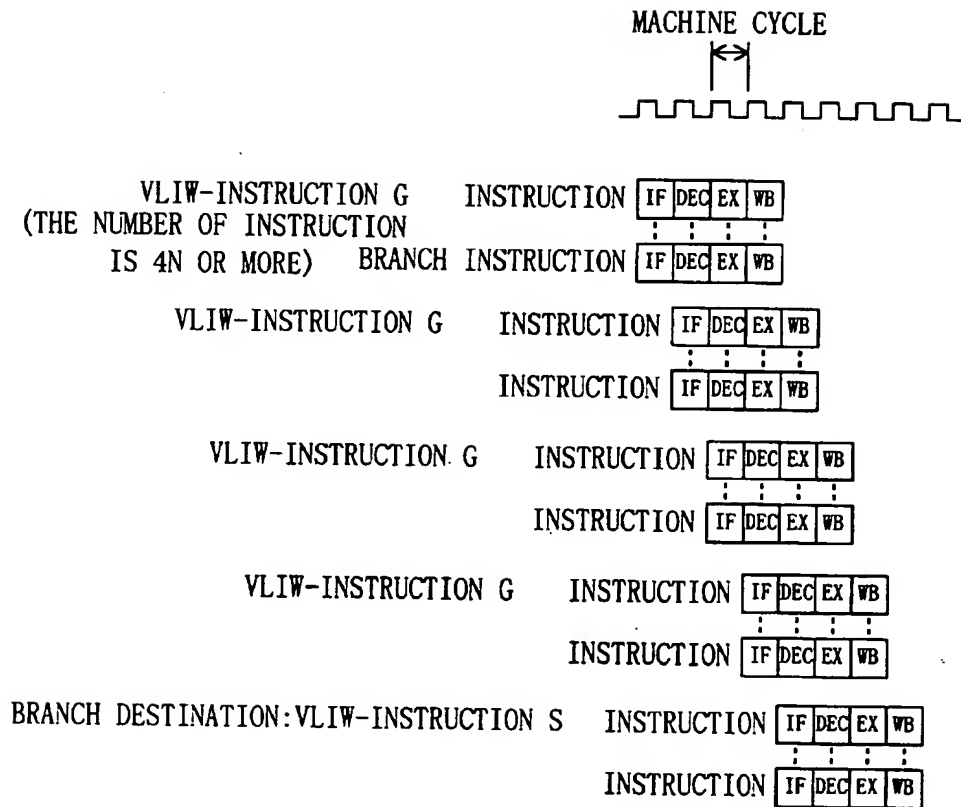 MACHINE CYCLE
VLIW-INSTRUCTION G INSTRUCTION IF DEC EX WB
(THE NUMBER OF INSTRUCTION
IS 4N OR MORE) BRANCH INSTRUCTION IF DEC EX WB
VLIW-INSTRUCTION G INSTRUCTION IF DEC EX WB
INSTRUCTION IF DEC EX WB
VLIW-INSTRUCTION G INSTRUCTION IF DEC EX WB
INSTRUCTION IF DEC EX WB
VLIW-INSTRUCTION G INSTRUCTION IF DEC EX WB
INSTRUCTION IF DEC EX WB
BRANCH DESTINATION:VLIW-INSTRUCTION S INSTRUCTION IF DEC EX WB
INSTRUCTION IF DEC EX WB